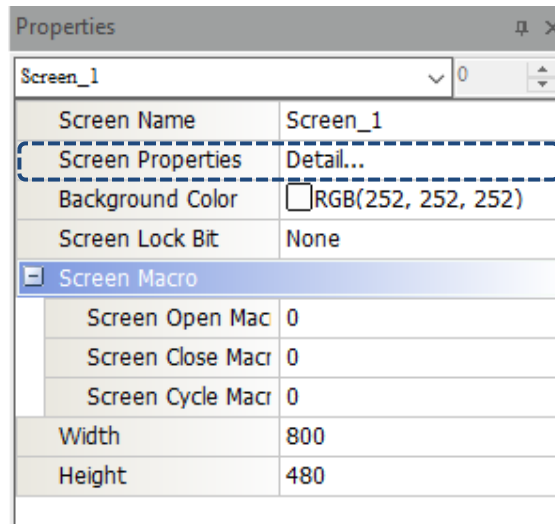 Properties
Screen_1 0
Screen Name Screen_1
Screen Properties Detail...
Background Color RGB(252, 252, 252)
Screen Lock Bit None
Screen Macro
Screen Open Mac 0
Screen Close Macr 0
Screen Cycle Macr 0
Width 800
Height 480